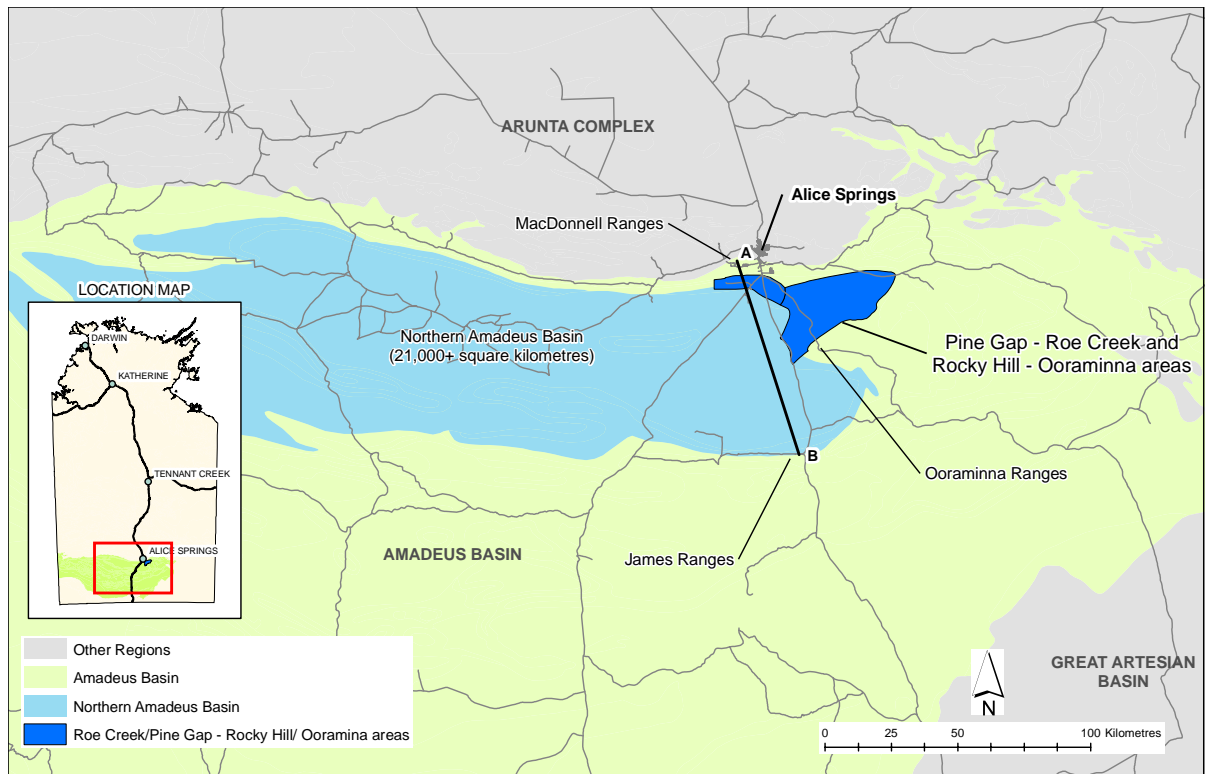 ARUNTA COMPLEX
Alice Springs
MacDonnell Ranges
A
LOCATION MAP
DARWIN
KATHERINE
TENNANT CREEK
ALICE SPRINGS
Northern Amadeus Basin
(21,000+ square kilometres)
Pine Gap - Roe Creek and
Rocky Hill - Ooraminna areas
B
Ooraminna Ranges
AMADEUS BASIN
James Ranges
Other Regions
Amadeus Basin
Northern Amadeus Basin
Roe Creek/Pine Gap - Rocky Hill/ Ooramina areas
GREAT ARTESIAN
BASIN
N
0 25 50 100 Kilometres